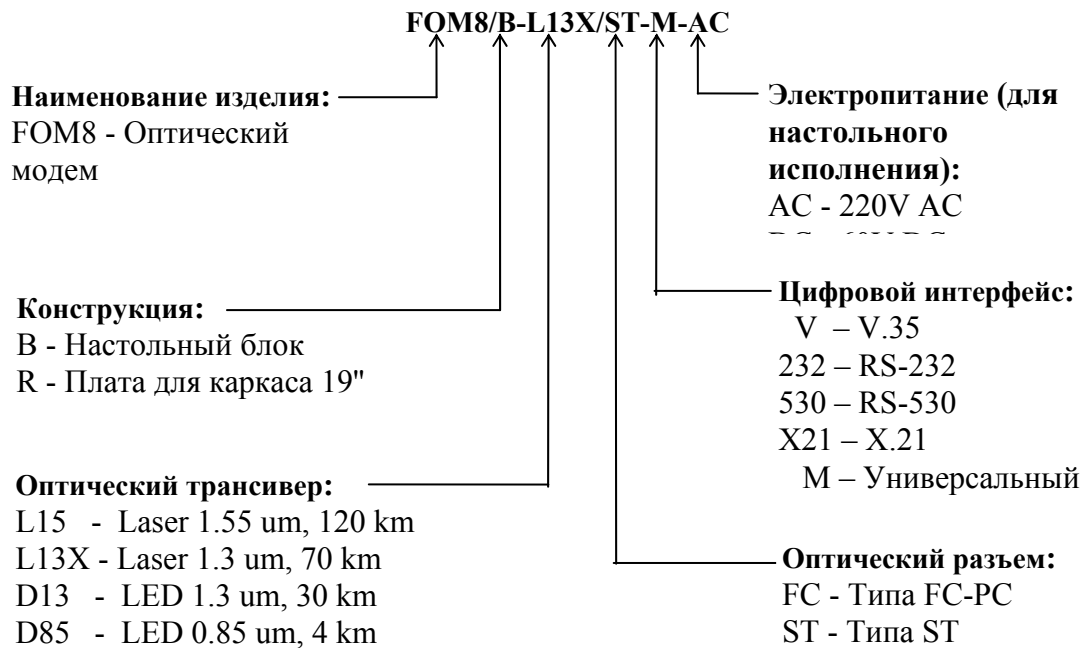 FOM8/B-L13X/ST-M-AC
Наименование изделия:
FOM8 - Оптический
модем
Конструкция:
B - Настольный блок
R - Плата для каркаса 19"
Оптический трансивер:
L15 - Laser 1.55 um, 120 km
L13X - Laser 1.3 um, 70 km
D13 - LED 1.3 um, 30 km
D85 - LED 0.85 um, 4 km
Электропитание (для
настольного
исполнения):
AC - 220V AC
Цифровой интерфейс:
V – V.35
232 – RS-232
530 – RS-530
X21 – X.21
M – Универсальный
Оптический разъем:
FC - Типа FC-PC
ST - Типа ST